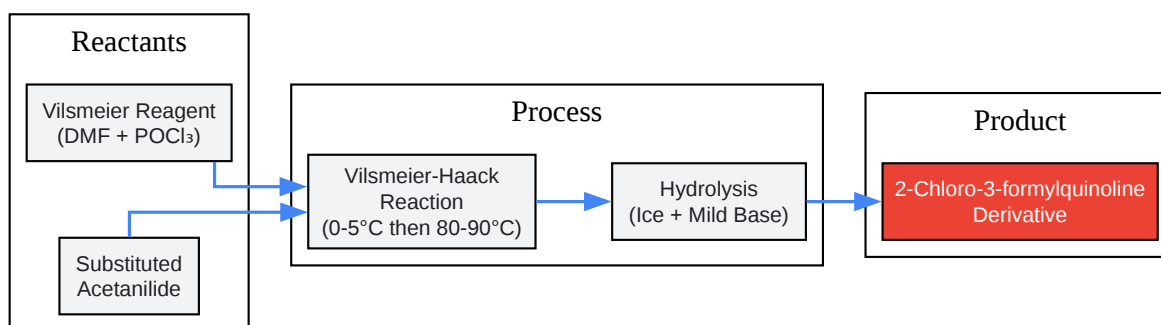 Reactants
Vilsmeier Reagent
(DMF + POCl₃)
Substituted
Acetanilide
Process
Vilsmeier-Haack
Reaction
(0-5°C then 80-90°C)
Hydrolysis
(Ice + Mild Base)
Product
2-Chloro-3-formylquinoline
Derivative